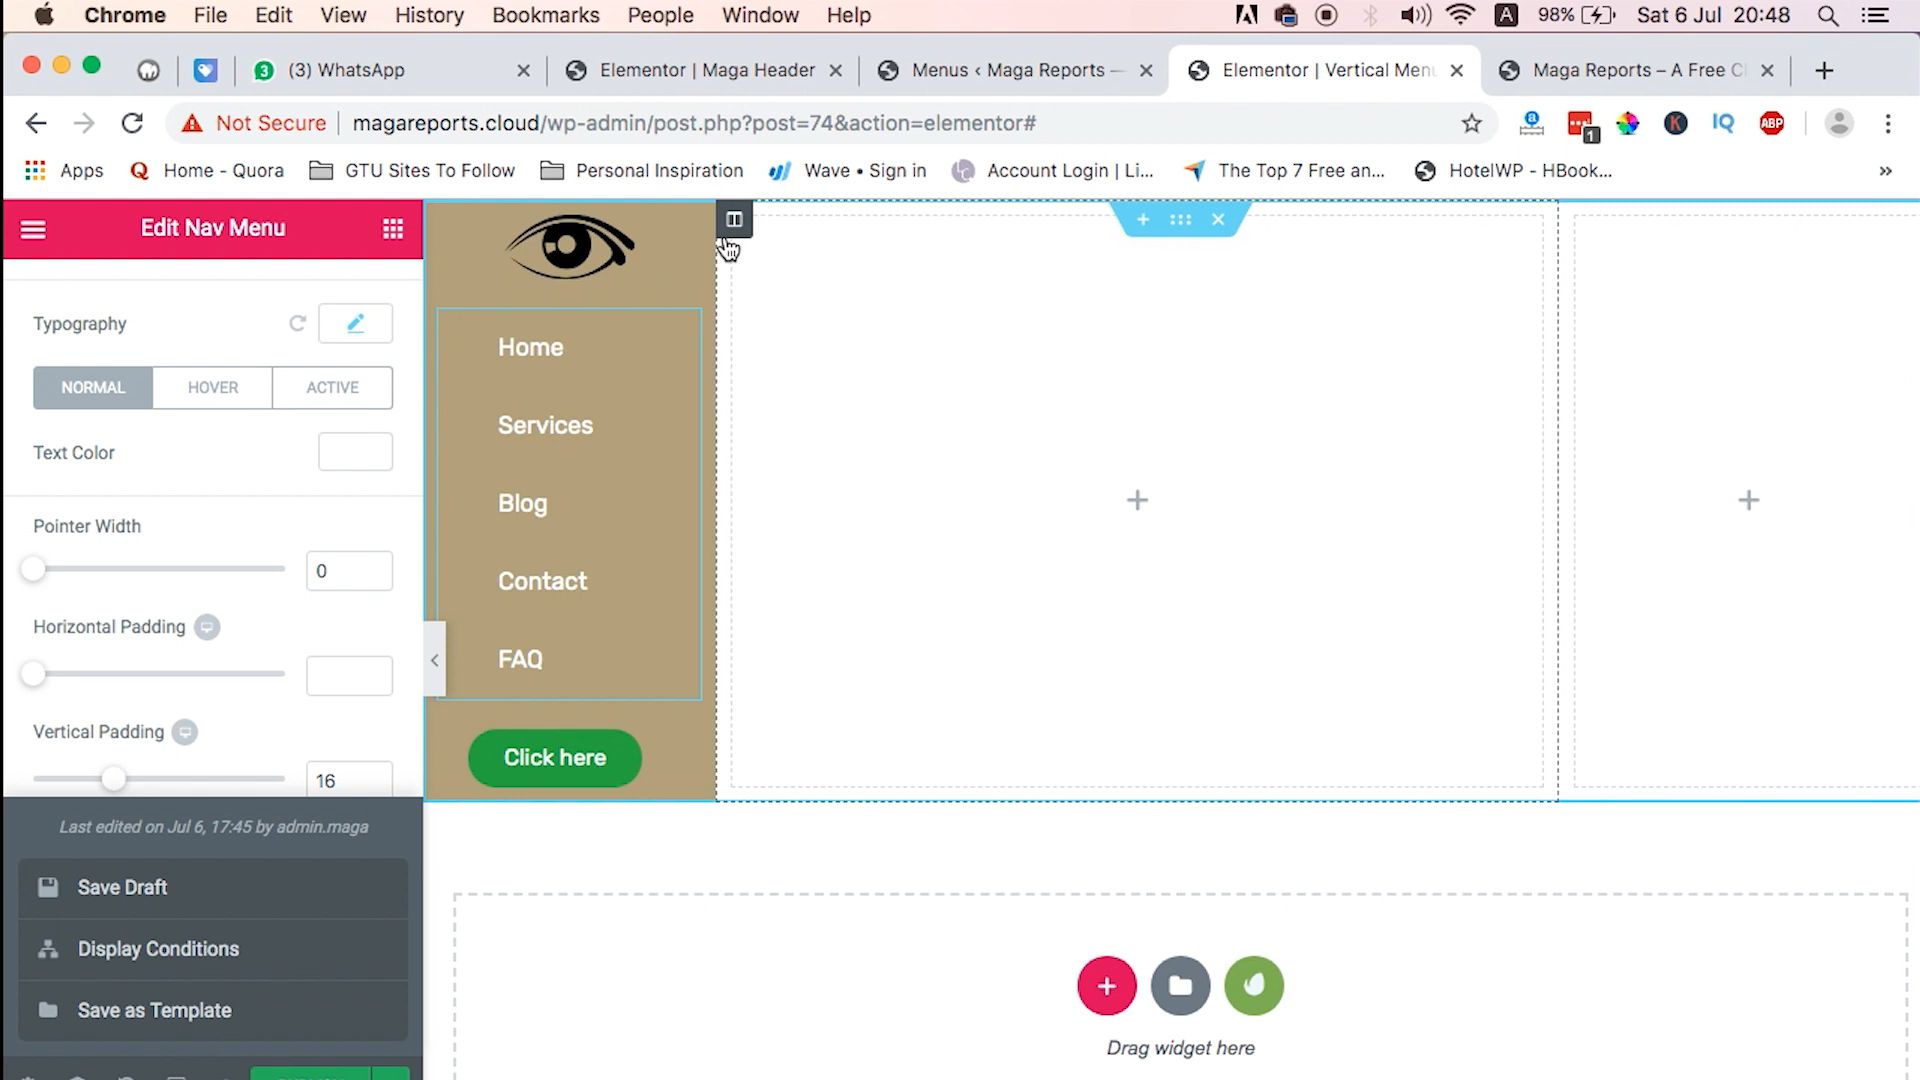 Chrome File Edit View History Bookmarks People Window Help A 98% Sat 6 Jul 20:48
3 (3) WhatsApp Elementor | Maga Header Menus ‹ Maga Reports — Elementor | Vertical Menu Maga Reports – A Free C
Not Secure magareports.cloud/wp-admin/post.php?post=74&action=elementor# a 1 K IQ ABP
Apps Q Home - Quora GTU Sites To Follow Personal Inspiration Wave • Sign in Account Login | Li... The Top 7 Free an... HotelWP - HBook... »
Edit Nav Menu
Typography
NORMAL HOVER ACTIVE
Text Color
Pointer Width
0
Horizontal Padding
Vertical Padding
16
Last edited on Jul 6, 17:45 by admin.maga
Save Draft
Display Conditions
Save as Template
Home
Services
Blog
Contact
FAQ
Click here
Drag widget here